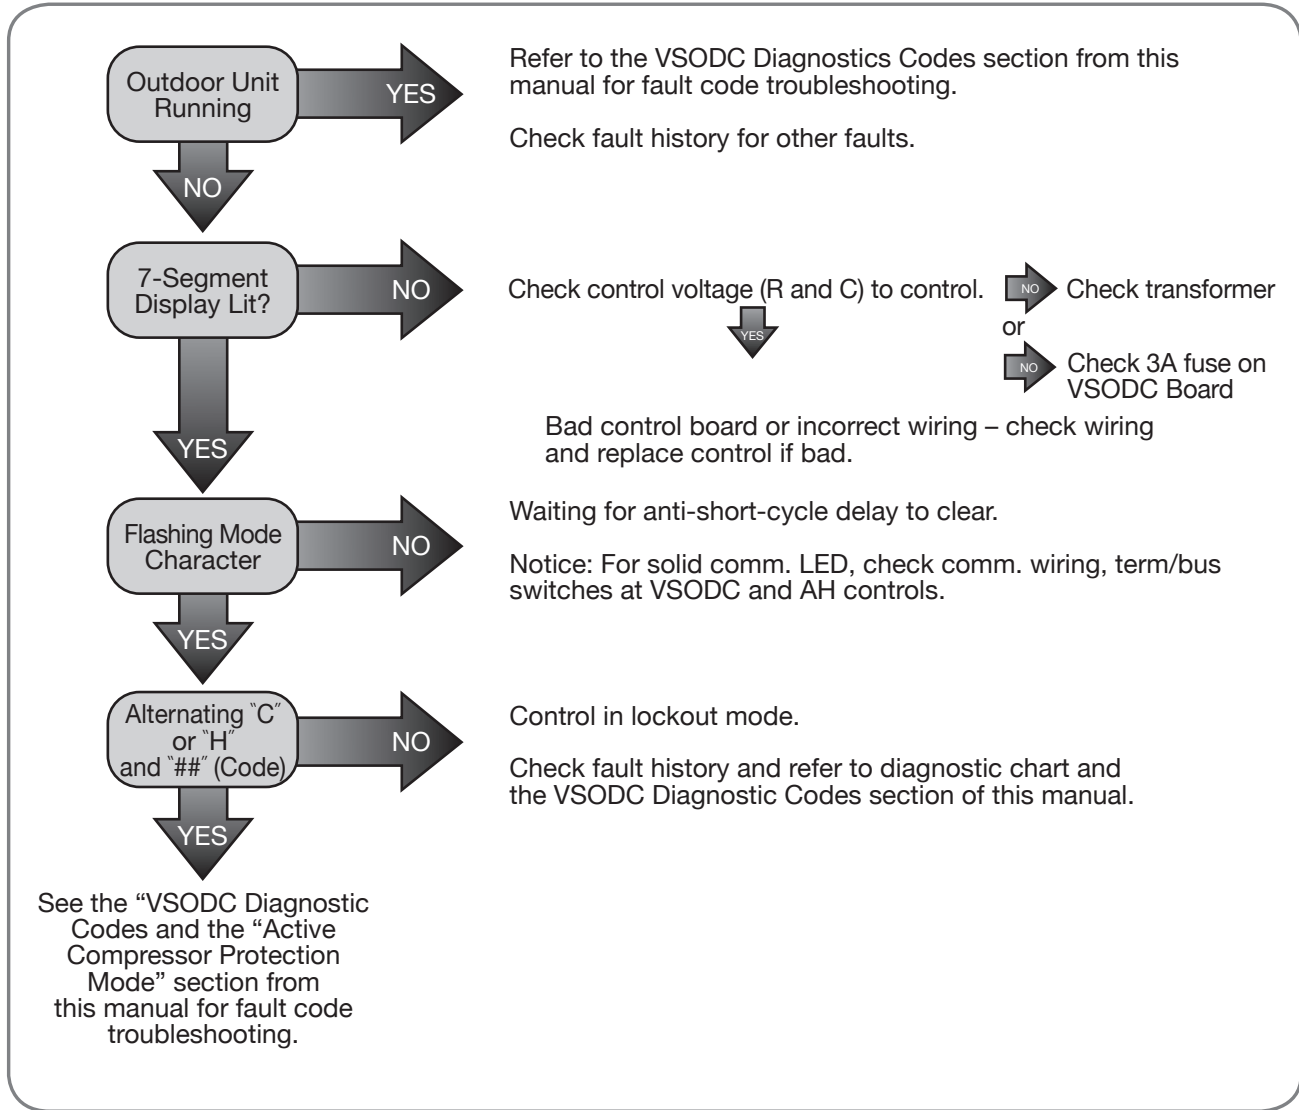 Outdoor Unit
Running
YES
Refer to the VSODC Diagnostics Codes section from this
manual for fault code troubleshooting.
Check fault history for other faults.
NO
7-Segment
Display Lit?
NO
Check control voltage (R and C) to control.
NO
Check transformer
or
YES
NO
Check 3A fuse on
VSODC Board
Bad control board or incorrect wiring – check wiring
and replace control if bad.
YES
Flashing Mode
Character
NO
Waiting for anti-short-cycle delay to clear.
Notice: For solid comm. LED, check comm. wiring, term/bus
switches at VSODC and AH controls.
YES
Alternating "C"
or "H"
and "##" (Code)
NO
Control in lockout mode.
Check fault history and refer to diagnostic chart and
the VSODC Diagnostic Codes section of this manual.
YES
See the “VSODC Diagnostic
Codes and the “Active
Compressor Protection
Mode” section from
this manual for fault code
troubleshooting.